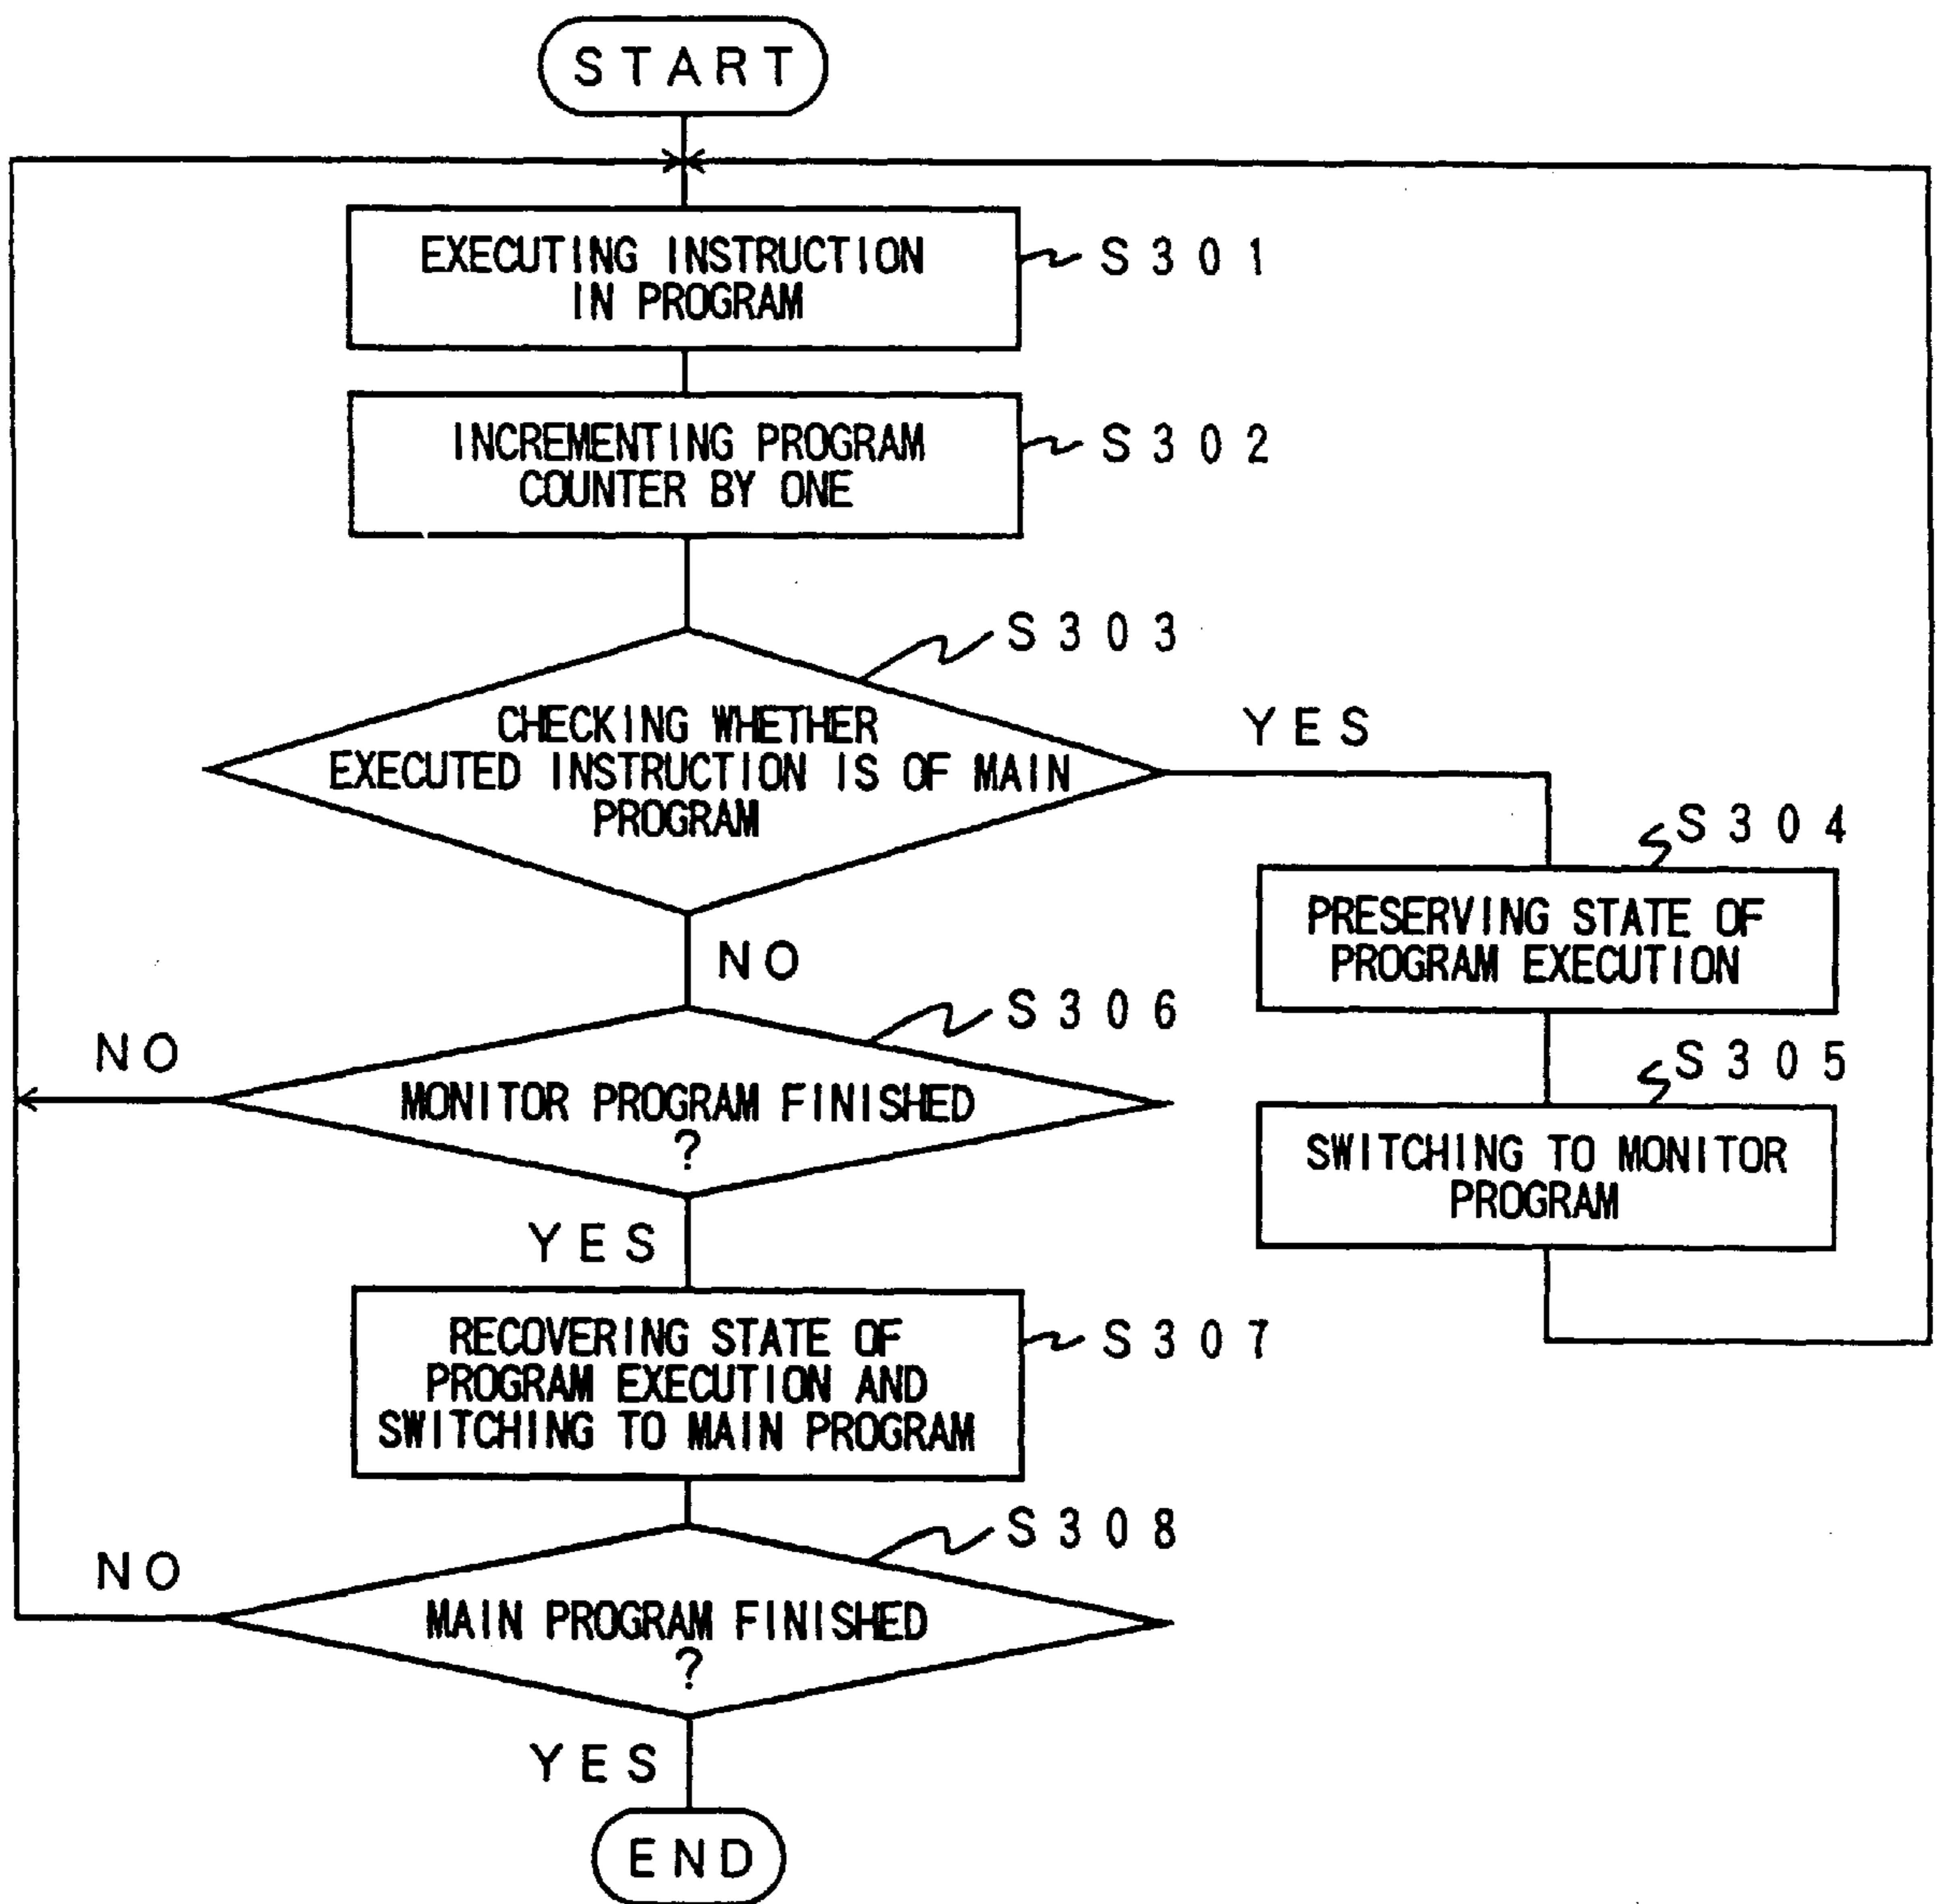 START
EXECUTING INSTRUCTION
IN PROGRAM
S301
INCREMENTING PROGRAM
COUNTER BY ONE
S302
S303
CHECKING WHETHER
EXECUTED INSTRUCTION IS OF MAIN
PROGRAM
YES
S304
PRESERVING STATE OF
PROGRAM EXECUTION
S305
SWITCHING TO MONITOR
PROGRAM
NO
S306
MONITOR PROGRAM FINISHED
?
NO
YES
RECOVERING STATE OF
PROGRAM EXECUTION AND
SWITCHING TO MAIN PROGRAM
S307
S308
MAIN PROGRAM FINISHED
?
NO
YES
END